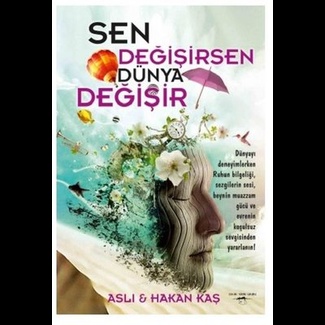 SEN
DEĞİŞİRSEN
DÜNYA
DEĞİŞİR
Dünyayı
deneyimlerken
Ruhun bilgeliği,
sezgilerin sesi,
beynin muazzam
gücü ve
evrenin
koşulsuz
sevgisinden
yararlanın!
ASLI & HAKAN KAŞ